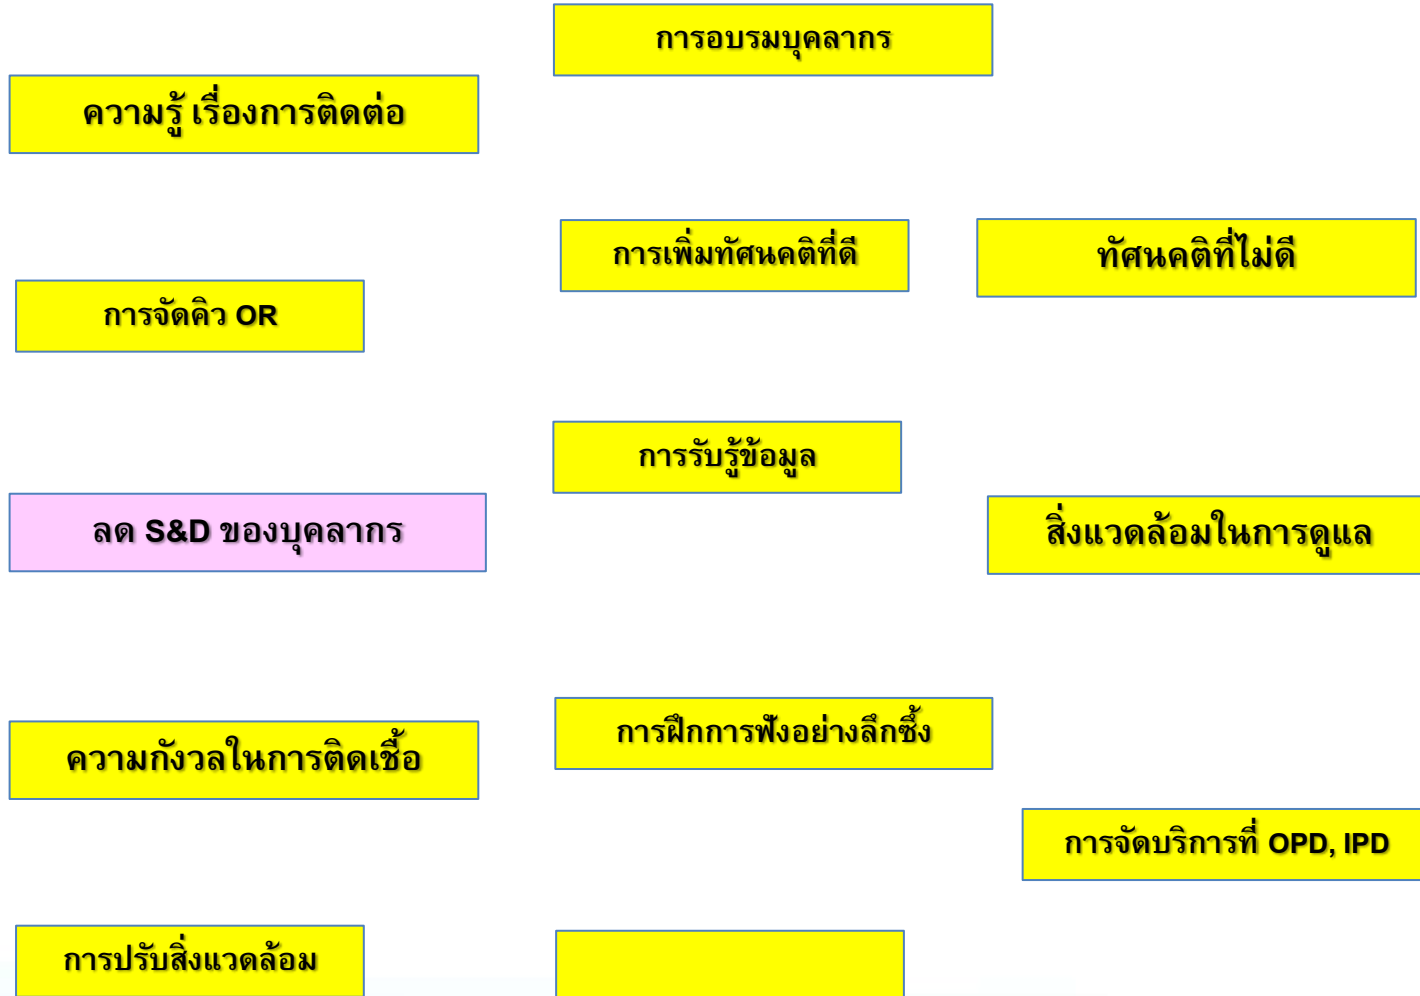 การอบรมบุคลากร
ความรู้ เรื่องการติดต่อ
การเพิ่มทัศนคติที่ดี
ทัศนคติที่ไม่ดี
การจัดคิว OR
การรับรู้ข้อมูล
ลด S&D ของบุคลากร
สิ่งแวดล้อมในการดูแล
การฝึกการฟังอย่างลึกซึ้ง
ความกังวลในการติดเชื้อ
การจัดบริการที่ OPD, IPD
การปรับสิ่งแวดล้อม